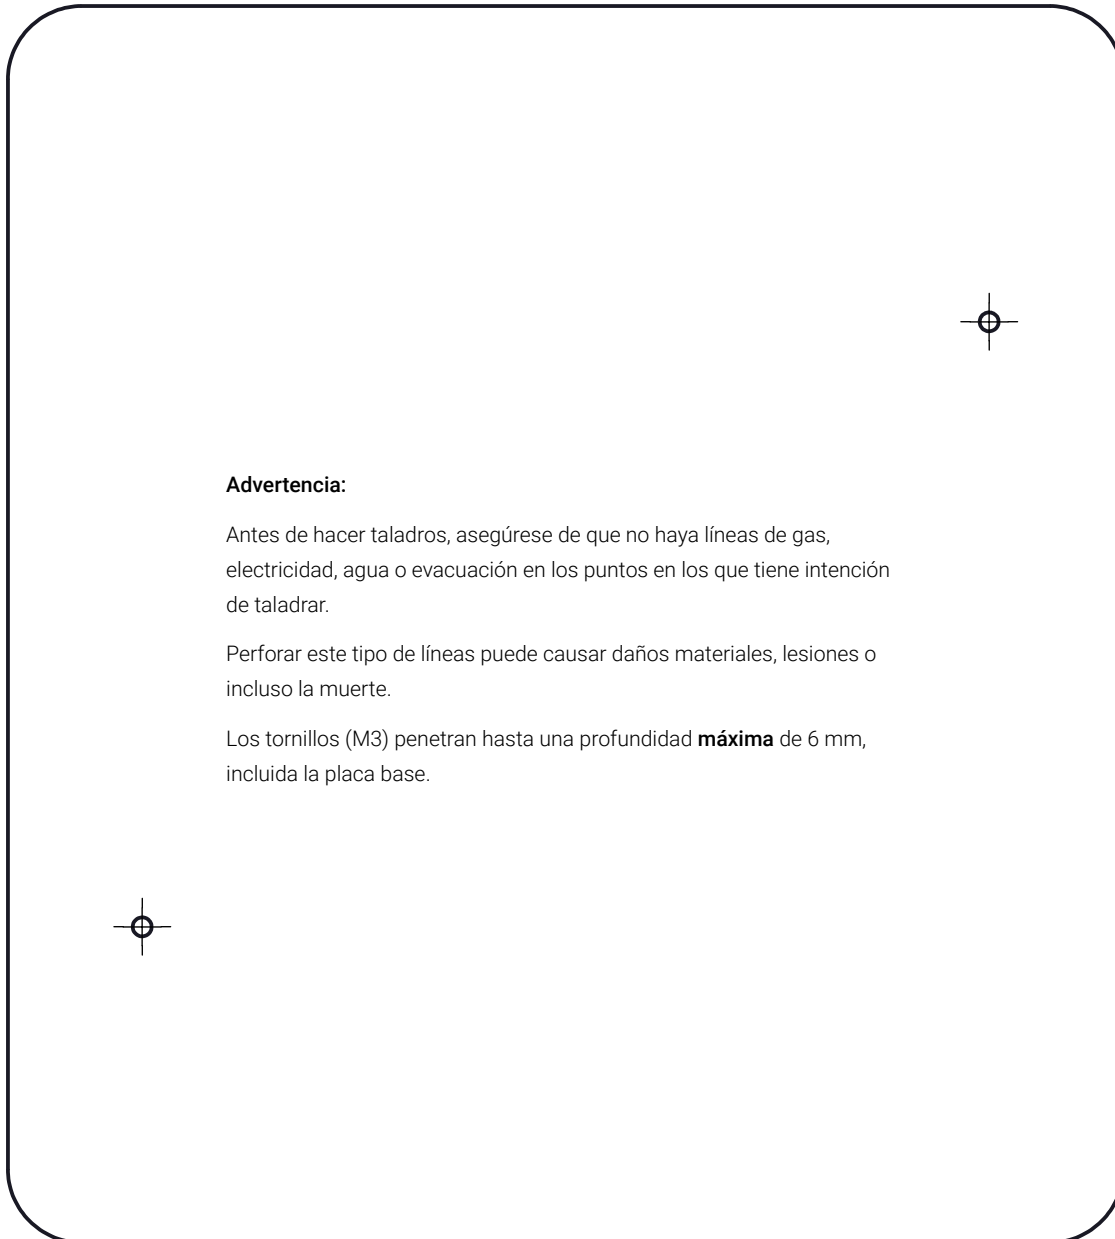 Advertencia:
Antes de hacer taladros, asegúrese de que no haya líneas de gas,
electricidad, agua o evacuación en los puntos en los que tiene intención
de taladrar.
Perforar este tipo de líneas puede causar daños materiales, lesiones o
incluso la muerte.
Los tornillos (M3) penetran hasta una profundidad máxima de 6 mm,
incluida la placa base.